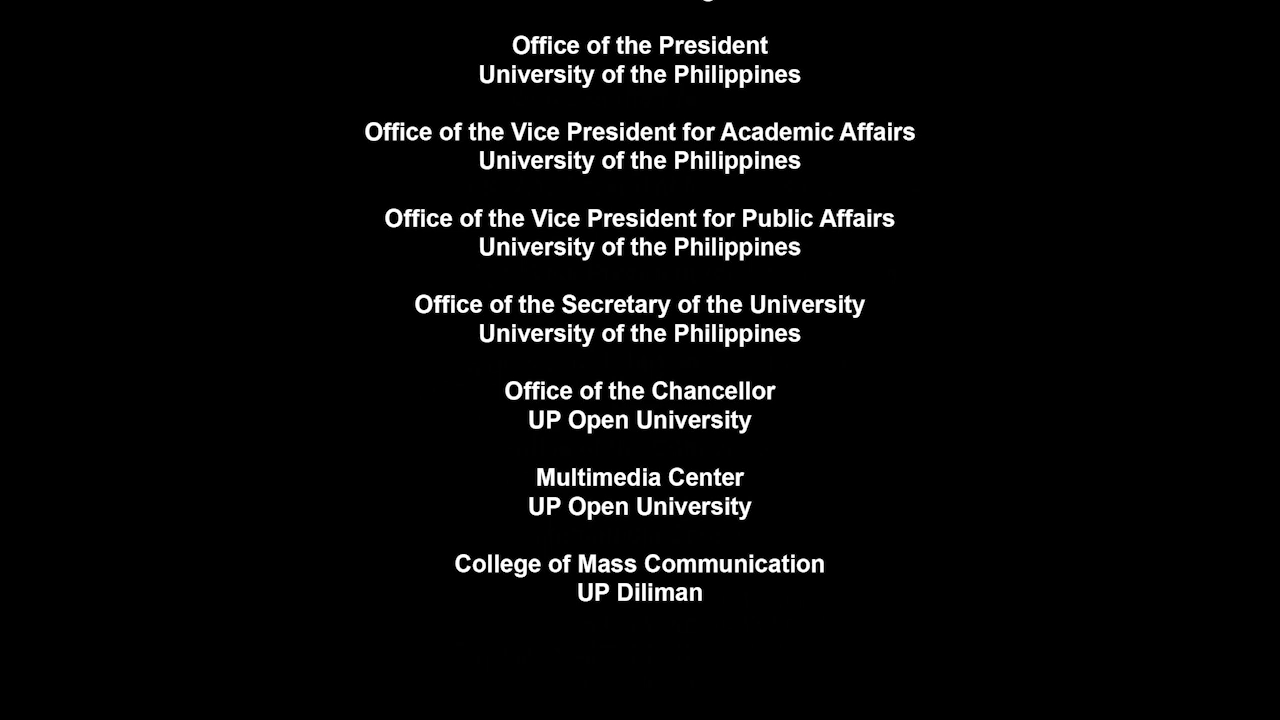 Office of the President
University of the Philippines
Office of the Vice President for Academic Affairs
University of the Philippines
Office of the Vice President for Public Affairs
University of the Philippines
Office of the Secretary of the University
University of the Philippines
Office of the Chancellor
UP Open University
Multimedia Center
UP Open University
College of Mass Communication
UP Diliman